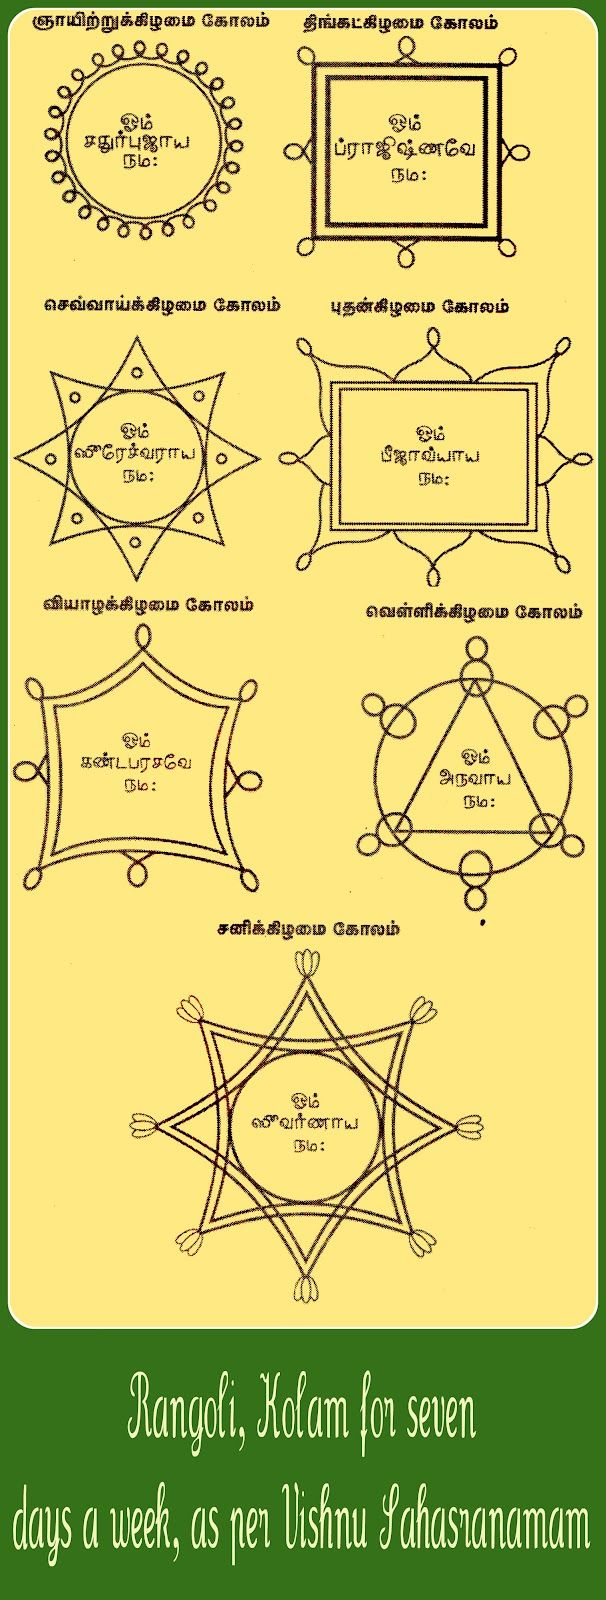 ஞாயிற்றுக்கிழமை கோலம்
ஓம்
சதுர்புஜாய
நம:
திங்கட்கிழமை கோலம்
ஓம்
ப்ராஜிஷ்ணவே
நம:
செவ்வாய்க்கிழமை கோலம்
ஓம்
ஸுரேச்வராய
நம:
புதன்கிழமை கோலம்
ஓம்
பீஜாவ்யாய
நம:
வியாழக்கிழமை கோலம்
ஓம்
கண்டபரசவே
நம:
வெள்ளிக்கிழமை கோலம்
ஓம்
அநவாய
நம:
சனிக்கிழமை கோலம்
ஓம்
ஸுவர்ணாய
நம:
Rangoli, Kolam for seven
days a week, as per Vishnu Sahasranamam